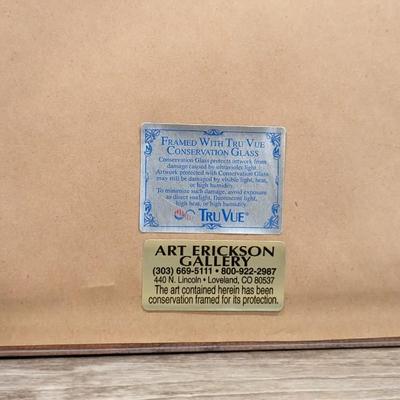 FRAMED WITH TRU VUE
CONSERVATION GLASS
Conservation Glass protects artwork from
damage caused by ultraviolet light.
Artwork protected with Conservation Glass
may still be damaged by visible light, heat,
or high humidity.
To minimize such damage, avoid exposure
to direct sunlight, fluorescent light,
high heat, or high humidity.
TRU VUE®
ART ERICKSON
GALLERY
(303) 669-5111 • 800-922-2987
440 N. Lincoln • Loveland, CO 80537
The art contained herein has been
conservation framed for its protection.